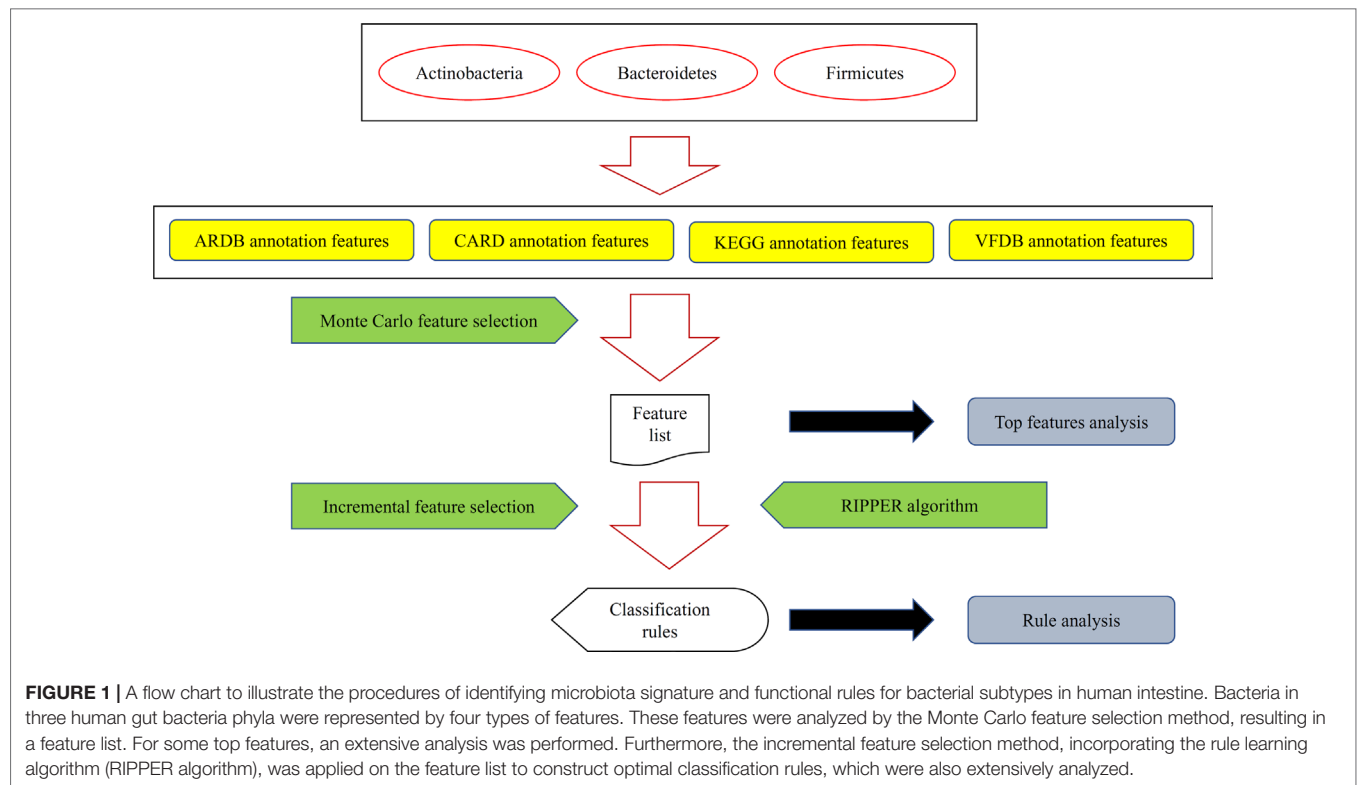 Actinobacteria
Bacteroidetes
Firmicutes
ARDB annotation features
CARD annotation features
KEGG annotation features
VFDB annotation features
Monte Carlo feature selection
Feature
list
Top features analysis
Incremental feature selection
RIPPER algorithm
Classification
rules
Rule analysis
FIGURE 1 | A flow chart to illustrate the procedures of identifying microbiota signature and functional rules for bacterial subtypes in human intestine. Bacteria in
three human gut bacteria phyla were represented by four types of features. These features were analyzed by the Monte Carlo feature selection method, resulting in
a feature list. For some top features, an extensive analysis was performed. Furthermore, the incremental feature selection method, incorporating the rule learning
algorithm (RIPPER algorithm), was applied on the feature list to construct optimal classification rules, which were also extensively analyzed.